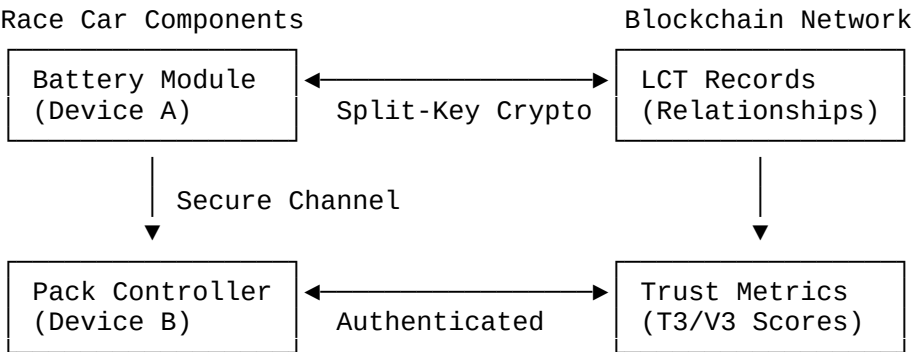 Race Car Components
Blockchain Network
Battery Module
(Device A)
Split-Key Crypto
LCT Records
(Relationships)
Secure Channel
Pack Controller
(Device B)
Authenticated
Trust Metrics
(T3/V3 Scores)